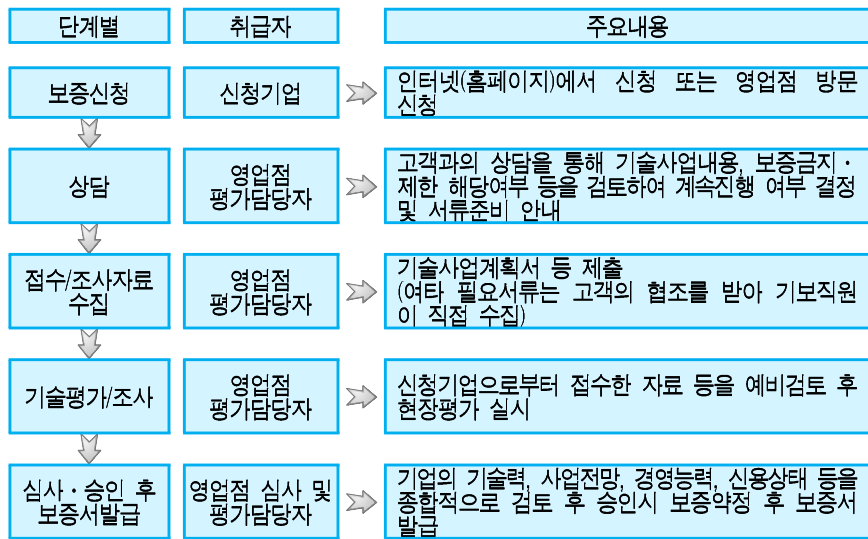 단계별 취급자 주요내용
보증신청 신청기업 인터넷(홈페이지)에서 신청 또는 영업점 방문
신청
상담 영업점
평가담당자
고객과의 상담을 통해 기술사업내용, 보증금지·
제한 해당여부 등을 검토하여 계속진행 여부 결정
및 서류준비 안내
접수/조사자료
수집
영업점
평가담당자
기술사업계획서 등 제출
(여타 필요서류는 고객의 협조를 받아 기보직원
이 직접 수집)
기술평가/조사
영업점
평가담당자
신청기업으로부터 접수한 자료 등을 예비검토 후
현장평가 실시
심사·승인 후
보증서발급
영업점 심사 및
평가담당자
기업의 기술력, 사업전망, 경영능력, 신용상태 등을
종합적으로 검토 후 승인시 보증약정 후 보증서
발급